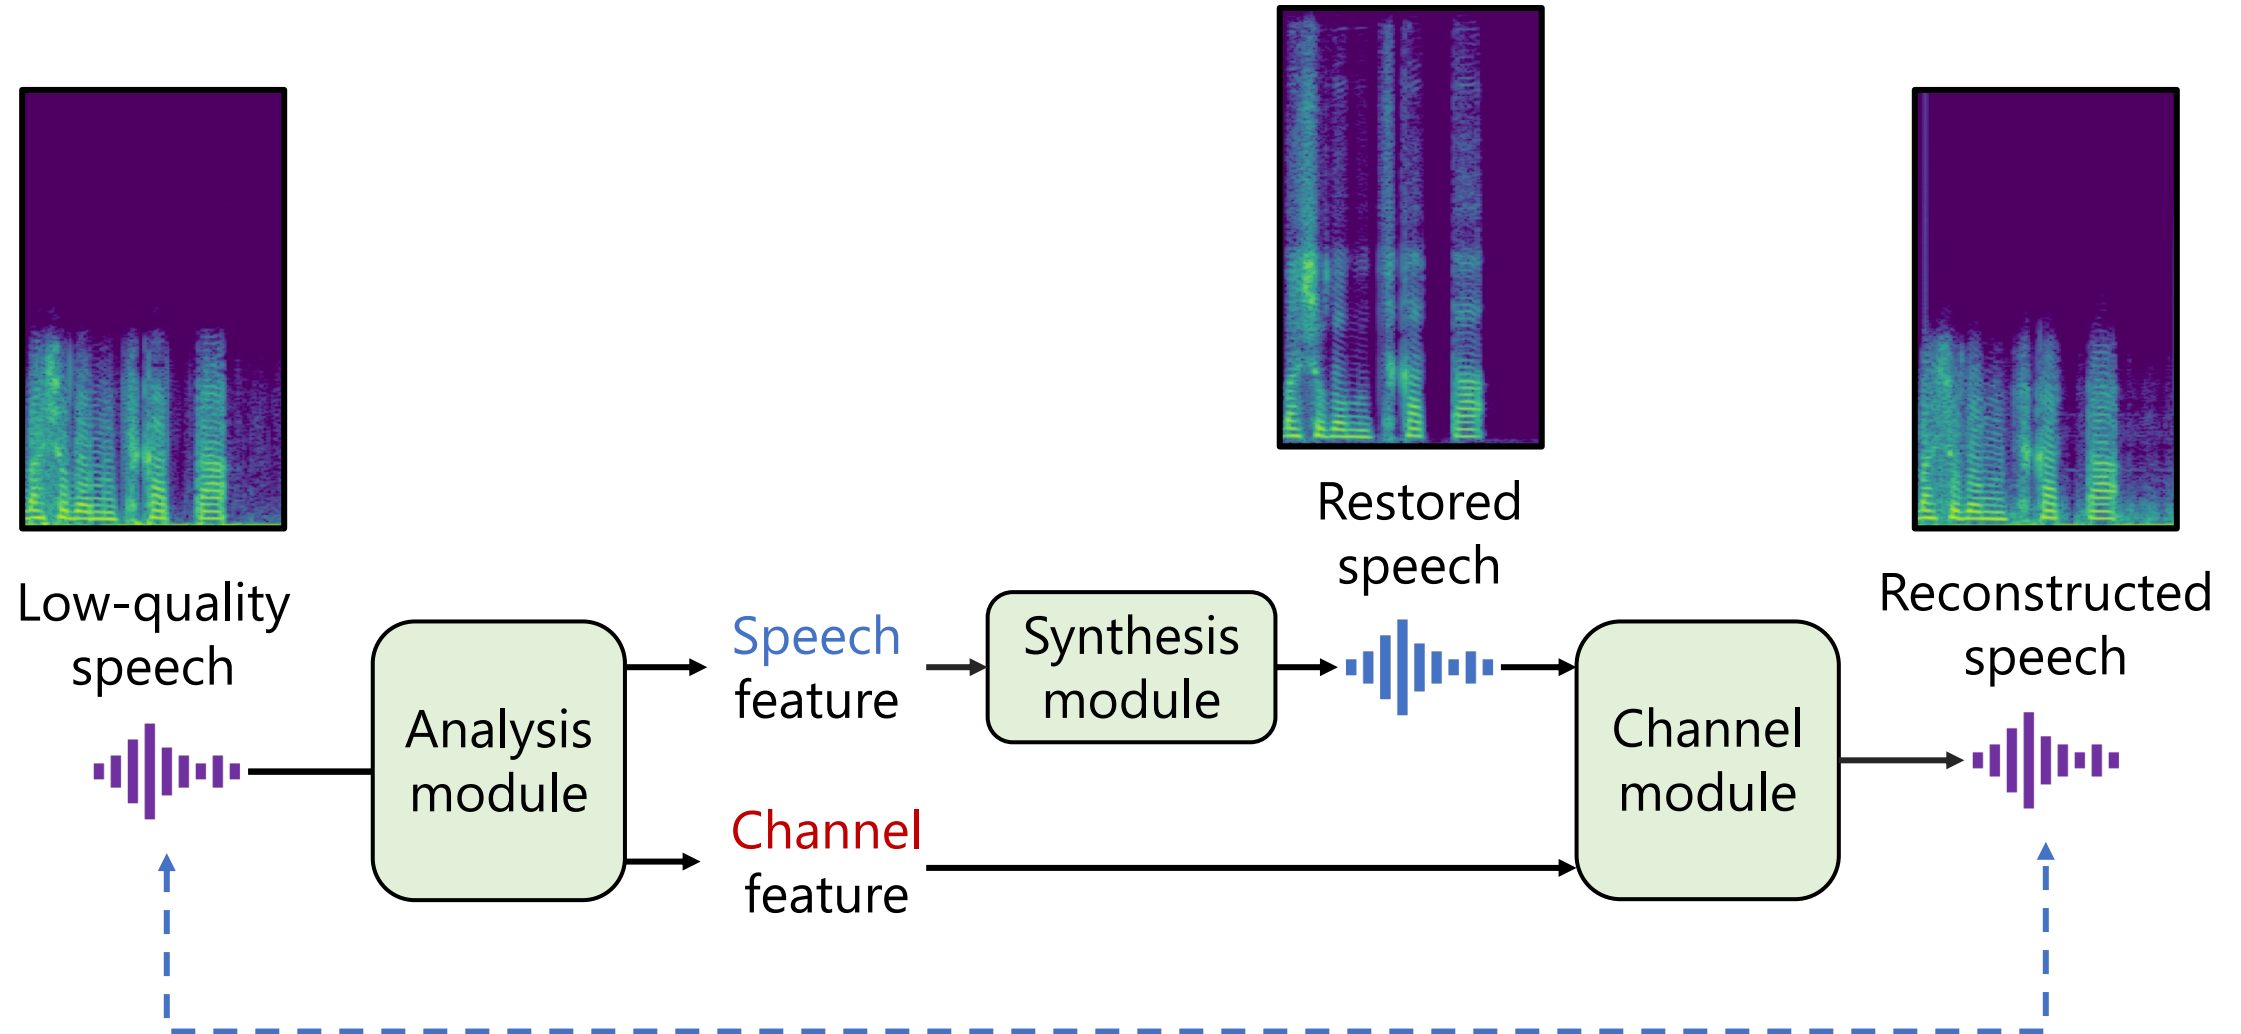 Low-quality
speech
Analysis
module
Speech
feature
Channel
feature
Synthesis
module
Restored
speech
Channel
module
Reconstructed
speech